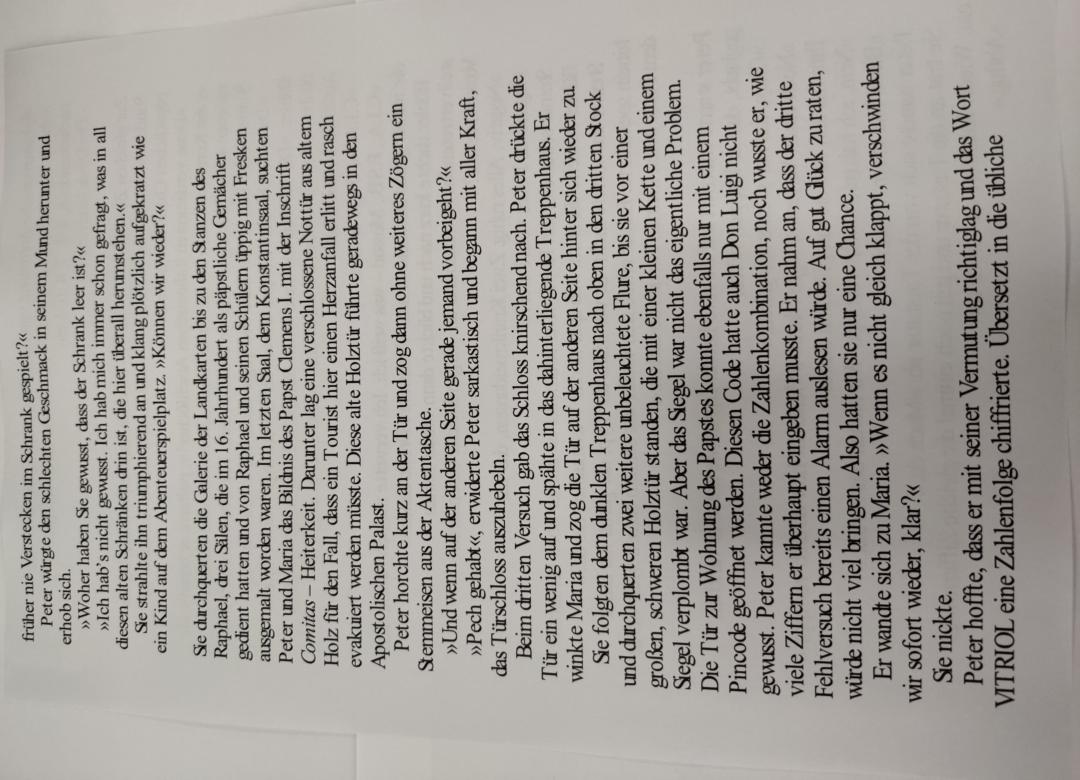 früher nie Verstecken im Schrank gespielt?«
Peter würgte den schlechten Geschmack in seinem Mund herunter und
erhob sich.
»Woher haben Sie gewusst, dass der Schrank leer ist?«
»Ich hab's nicht gewusst. Ich hab mich immer schon gefragt, was in all
diesen alten Schränken drin ist, die hier überall herumstehen.«
Sie strahlte ihn triumphierend an und klang plötzlich aufgekratzt wie
ein Kind auf dem Abenteuerspielplatz. »Können wir wieder?«
Sie durchquerten die Galerie der Landkarten bis zu den Stanzen des
Raphael, drei Sälen, die im 16. Jahrhundert als päpstliche Gemächer
gedient hatten und von Raphael und seinen Schülern üppig mit Fresken
ausgemalt worden waren. Im letzten Saal, dem Konstantinsaal, suchten
Peter und Maria das Bildnis des Papst Clemens I. mit der Inschrift
Comitas – Heiterkeit. Darunter lag eine verschlossene Nottür aus altem
Holz für den Fall, dass ein Tourist hier einen Herzanfall erlitt und rasch
evakuiert werden müsste. Diese alte Holztür führte geradewegs in den
Apostolischen Palast.
Peter horchte kurz an der Tür und zog dann ohne weiteres Zögern ein
Stemmeisen aus der Aktentasche.
»Und wenn auf der anderen Seite gerade jemand vorbeigeht?«
»Pech gehabt«, erwiderte Peter sarkastisch und begann mit aller Kraft,
das Türschloss auszuhebeln.
Beim dritten Versuch gab das Schloss knirschend nach. Peter drückte die
Tür ein wenig auf und spähte in das dahinterliegende Treppenhaus. Er
winkte Maria und zog die Tür auf der anderen Seite hinter sich wieder zu.
Sie folgten dem dunklen Treppenhaus nach oben in den dritten Stock
und durchquerten zwei weitere unbeleuchtete Flure, bis sie vor einer
großen, schweren Holztür standen, die mit einer kleinen Kette und einem
Siegel verplombt war. Aber das Siegel war nicht das eigentliche Problem.
Die Tür zur Wohnung des Papstes konnte ebenfalls nur mit einem
Pincode geöffnet werden. Diesen Code hatte auch Don Luigi nicht
gewusst. Peter kannte weder die Zahlenkombination, noch wusste er, wie
viele Ziffern er überhaupt eingeben musste. Er nahm an, dass der dritte
Fehlversuch bereits einen Alarm auslösen würde. Auf gut Glück zu raten,
würde nicht viel bringen. Also hatten sie nur eine Chance.
Er wandte sich zu Maria. »Wenn es nicht gleich klappt, verschwinden
wir sofort wieder, klar?«
Sie nickte.
Peter hoffte, dass er mit seiner Vermutung richtiglag und das Wort
VITRIOL eine Zahlenfolge chiffrierte. Übersetzt in die übliche